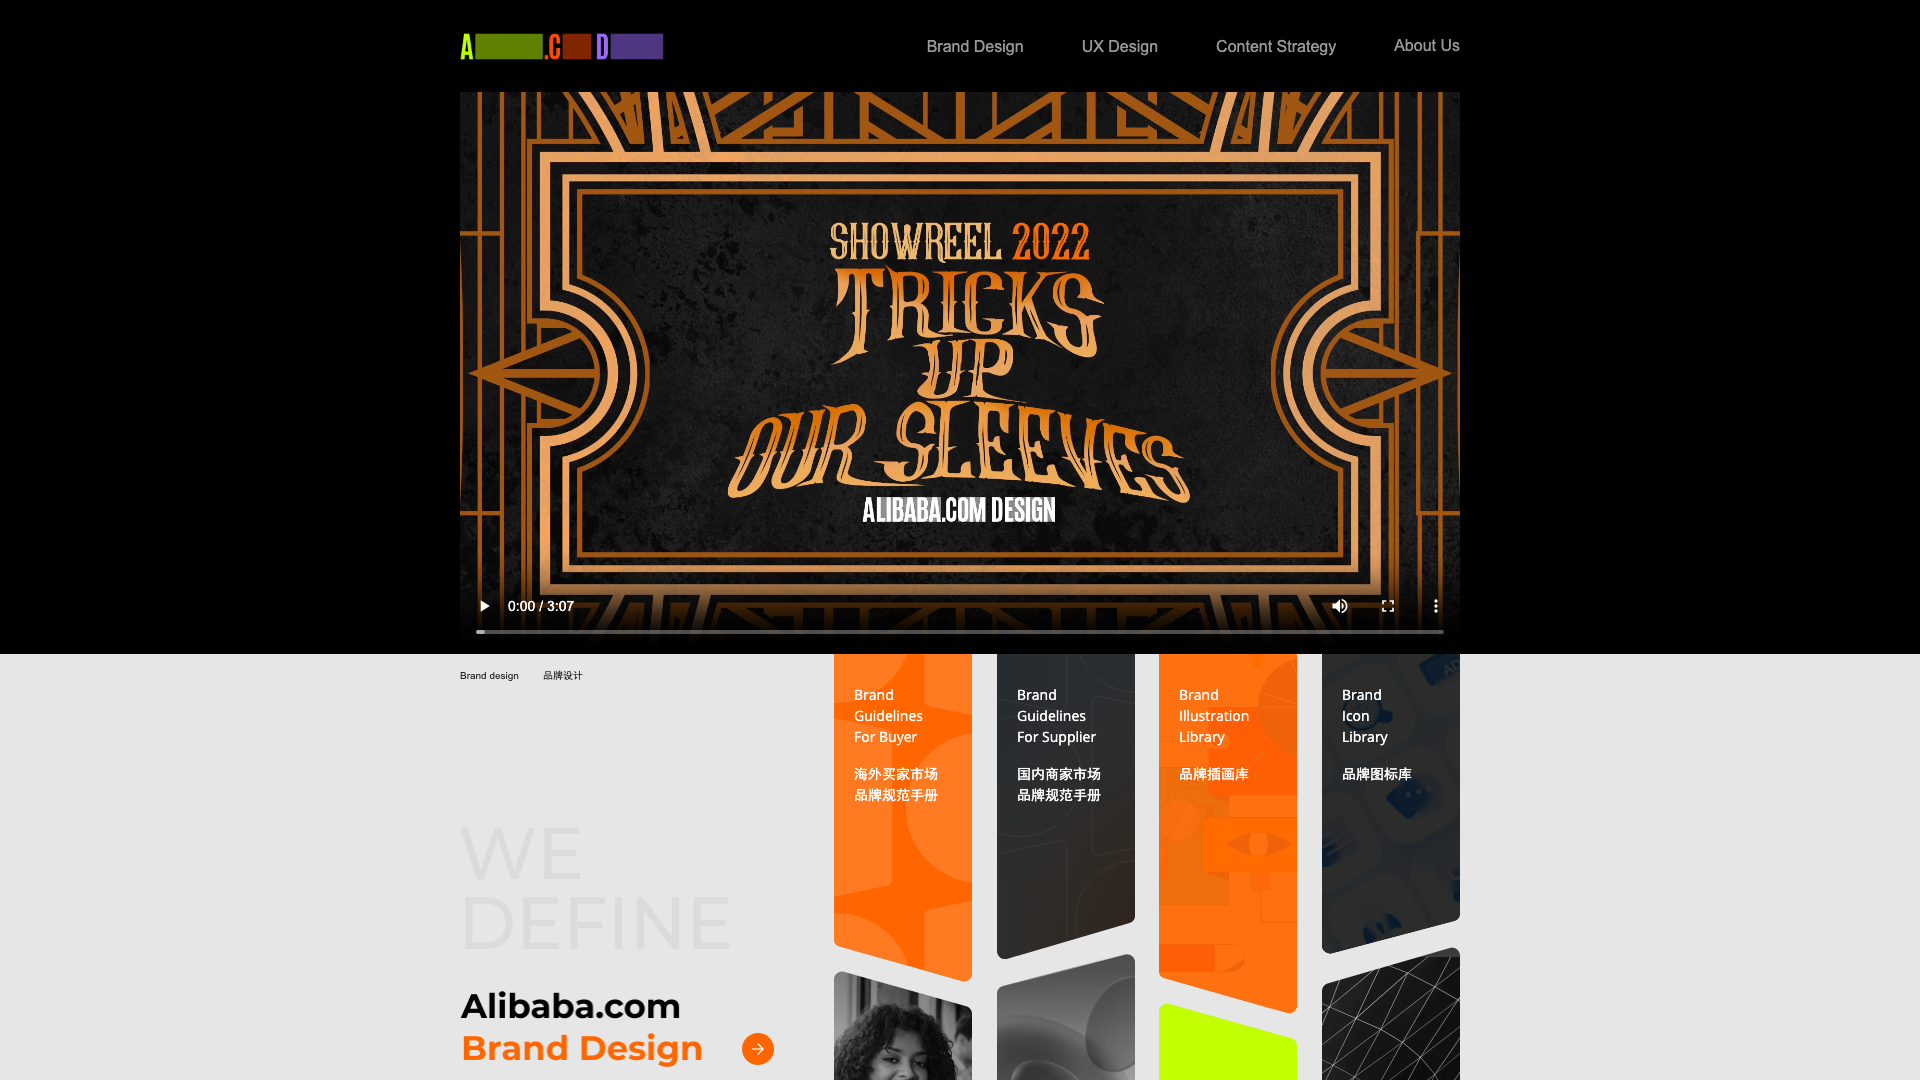 A .C D
Brand Design
UX Design
Content Strategy
About Us
SHOWREEL 2022
TRICKS
UP
OUR SLEEVES
ALIBABA.COM DESIGN
0:00 / 3:07
Brand design
品牌设计
Brand
Guidelines
For Buyer
海外买家市场
品牌规范手册
Brand
Guidelines
For Supplier
国内商家市场
品牌规范手册
Brand
Illustration
Library
品牌插画库
Brand
Icon
Library
品牌图标库
AD
WE
DEFINE
Alibaba.com
Brand Design